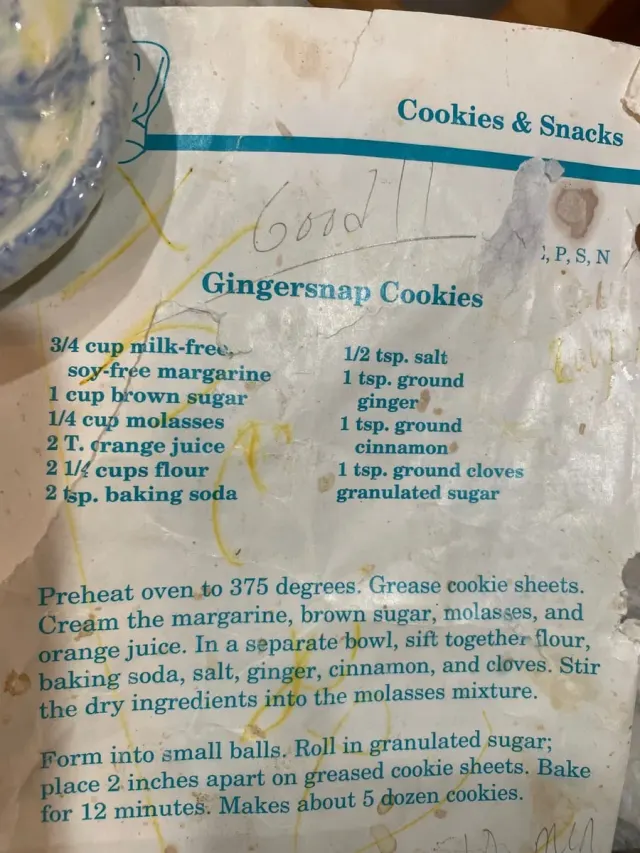 Cookies & Snacks
Good!!
, P, S, N
Gingersnap Cookies
3/4 cup milk-free,
soy-free margarine
1 cup brown sugar
1/4 cup molasses
2 T. orange juice
2 1/4 cups flour
2 tsp. baking soda
1/2 tsp. salt
1 tsp. ground
ginger
1 tsp. ground
cinnamon
1 tsp. ground cloves
granulated sugar
Preheat oven to 375 degrees. Grease cookie sheets.
Cream the margarine, brown sugar, molasses, and
orange juice. In a separate bowl, sift together flour,
baking soda, salt, ginger, cinnamon, and cloves. Stir
the dry ingredients into the molasses mixture.
Form into small balls. Roll in granulated sugar;
place 2 inches apart on greased cookie sheets. Bake
for 12 minutes. Makes about 5 dozen cookies.